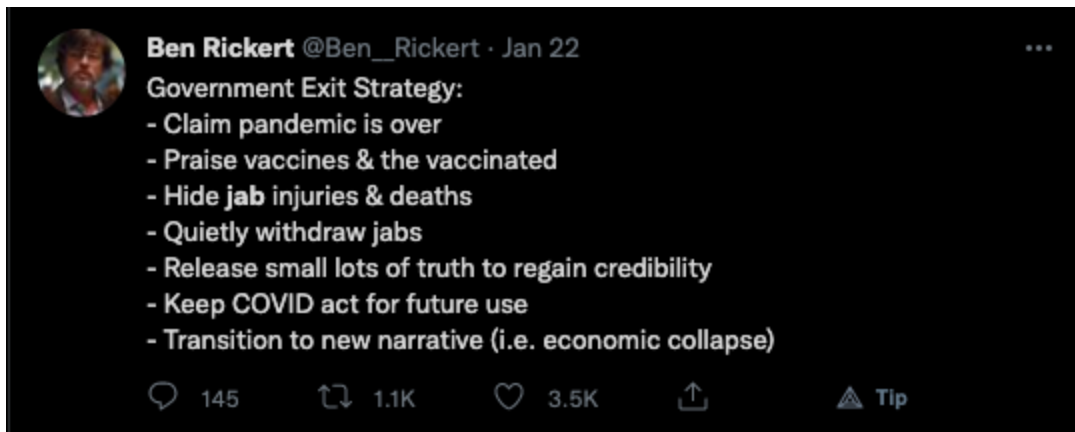 Ben Rickert @Ben__Rickert · Jan 22
Government Exit Strategy:
- Claim pandemic is over
- Praise vaccines & the vaccinated
- Hide jab injuries & deaths
- Quietly withdraw jabs
- Release small lots of truth to regain credibility
- Keep COVID act for future use
- Transition to new narrative (i.e. economic collapse)
145 1.1K 3.5K Tip